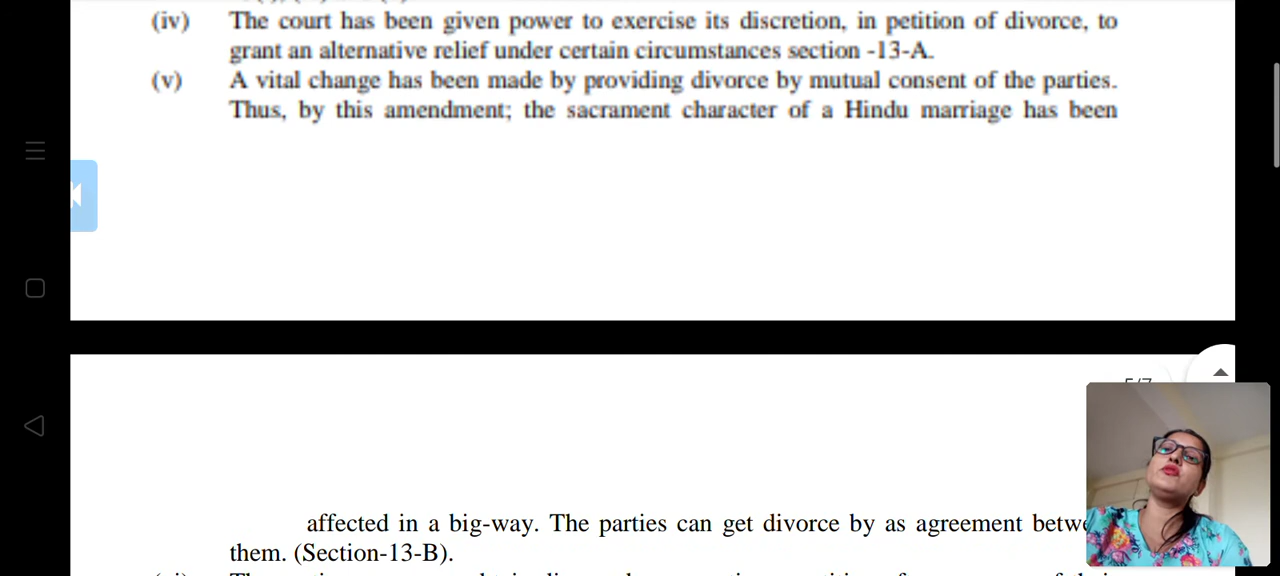 (iv) The court has been given power to exercise its discretion, in petition of divorce, to
grant an alternative relief under certain circumstances section -13-A.
(v) A vital change has been made by providing divorce by mutual consent of the parties.
Thus, by this amendment; the sacrament character of a Hindu marriage has been
5/7
affected in a big-way. The parties can get divorce by as agreement
them. (Section-13-B).